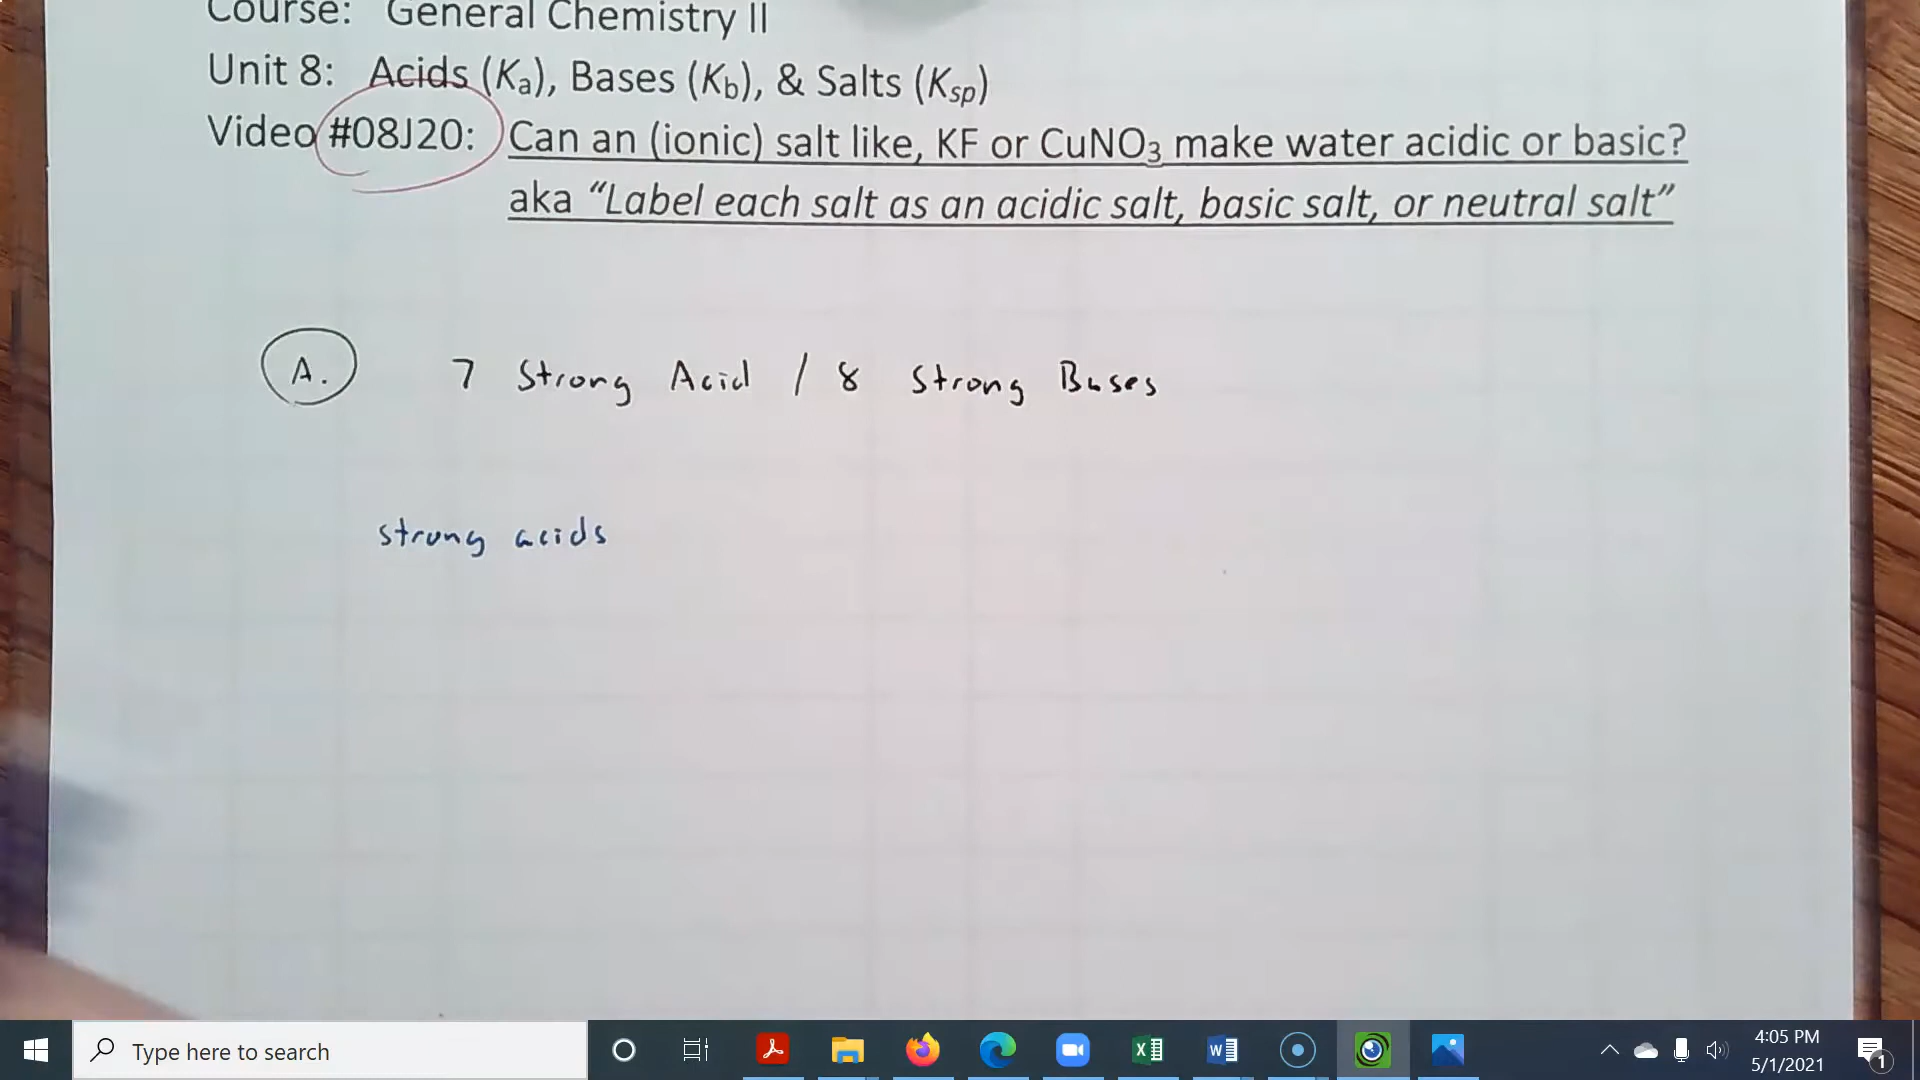 Course: General Chemistry II
Unit 8: Acids (Ka), Bases (Kb), & Salts (Ksp)
Video #08J20: Can an (ionic) salt like, KF or CuNO3 make water acidic or basic?
aka “Label each salt as an acidic salt, basic salt, or neutral salt”
A. 7 Strong Acid / 8 Strong Bases
strong acids
Type here to search
4:05 PM
5/1/2021
1